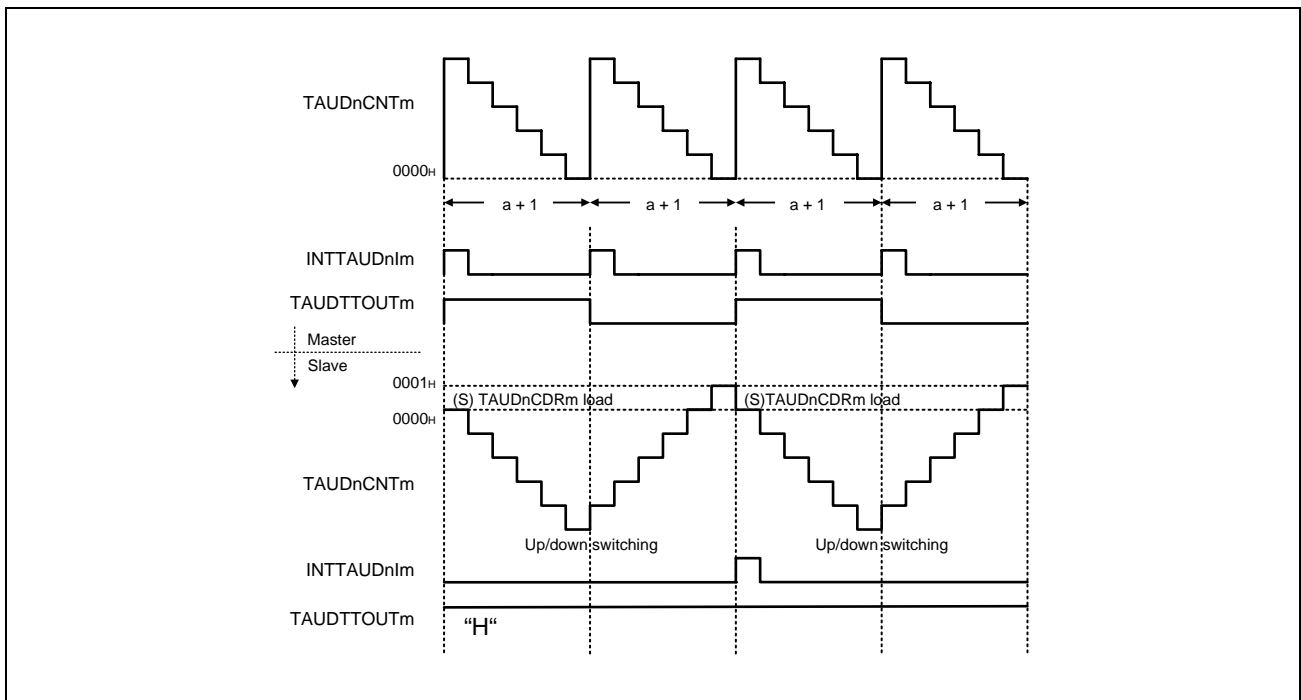 TAUDnCNTm
0000H
a + 1 a + 1 a + 1 a + 1
INTTAUDnIm
TAUDTTOUTm
Master
Slave
0001H
(S) TAUDnCDRm load (S)TAUDnCDRm load
0000H
TAUDnCNTm
Up/down switching Up/down switching
INTTAUDnIm
TAUDTTOUTm
“H“